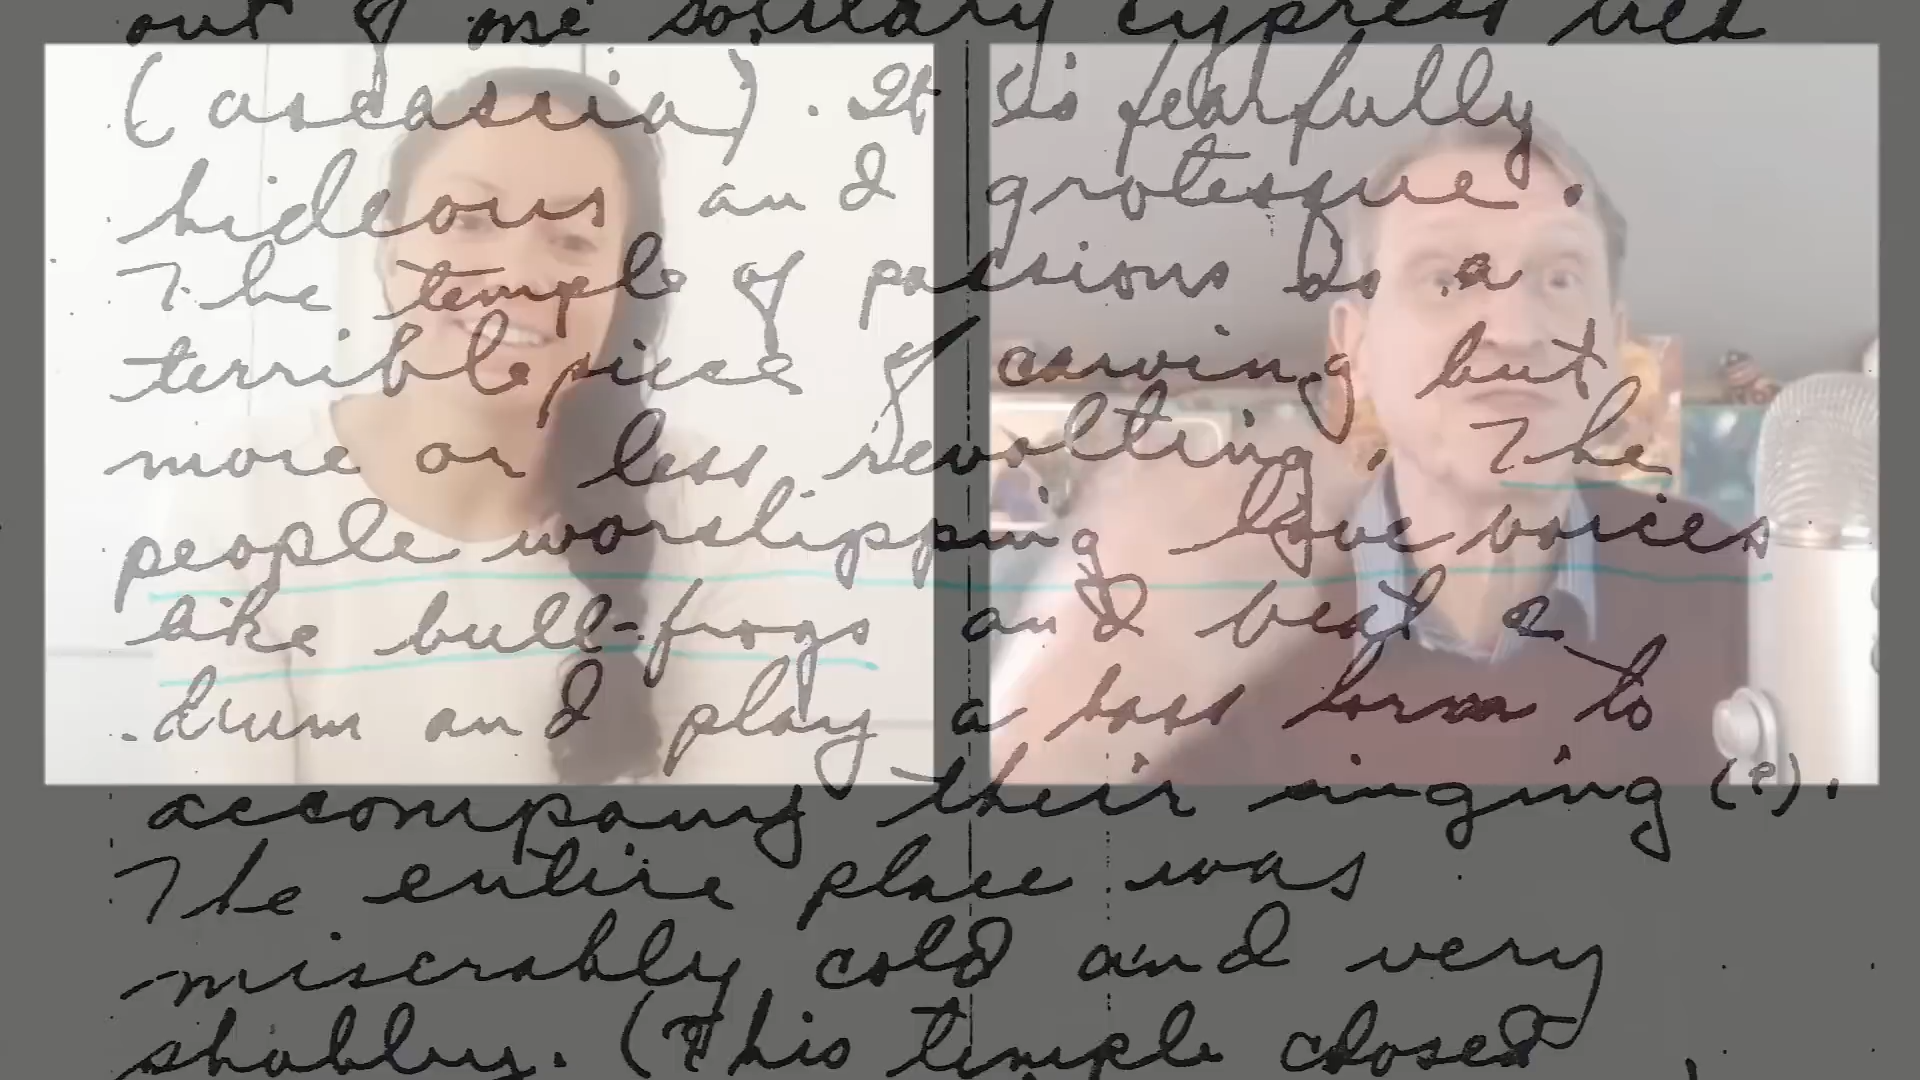 out of one solitary cypress tree
(ascassia). It is fearfully
hideous and grotesque.
The temple of passions is a
terrible piece of carving but
more or less revolting. The
people worshipping have voices
like bull-frogs and beat a
drum and play a bass horn to
accompany their singing (?).
The entire place was
miserably cold and very
shabby. (This temple closed